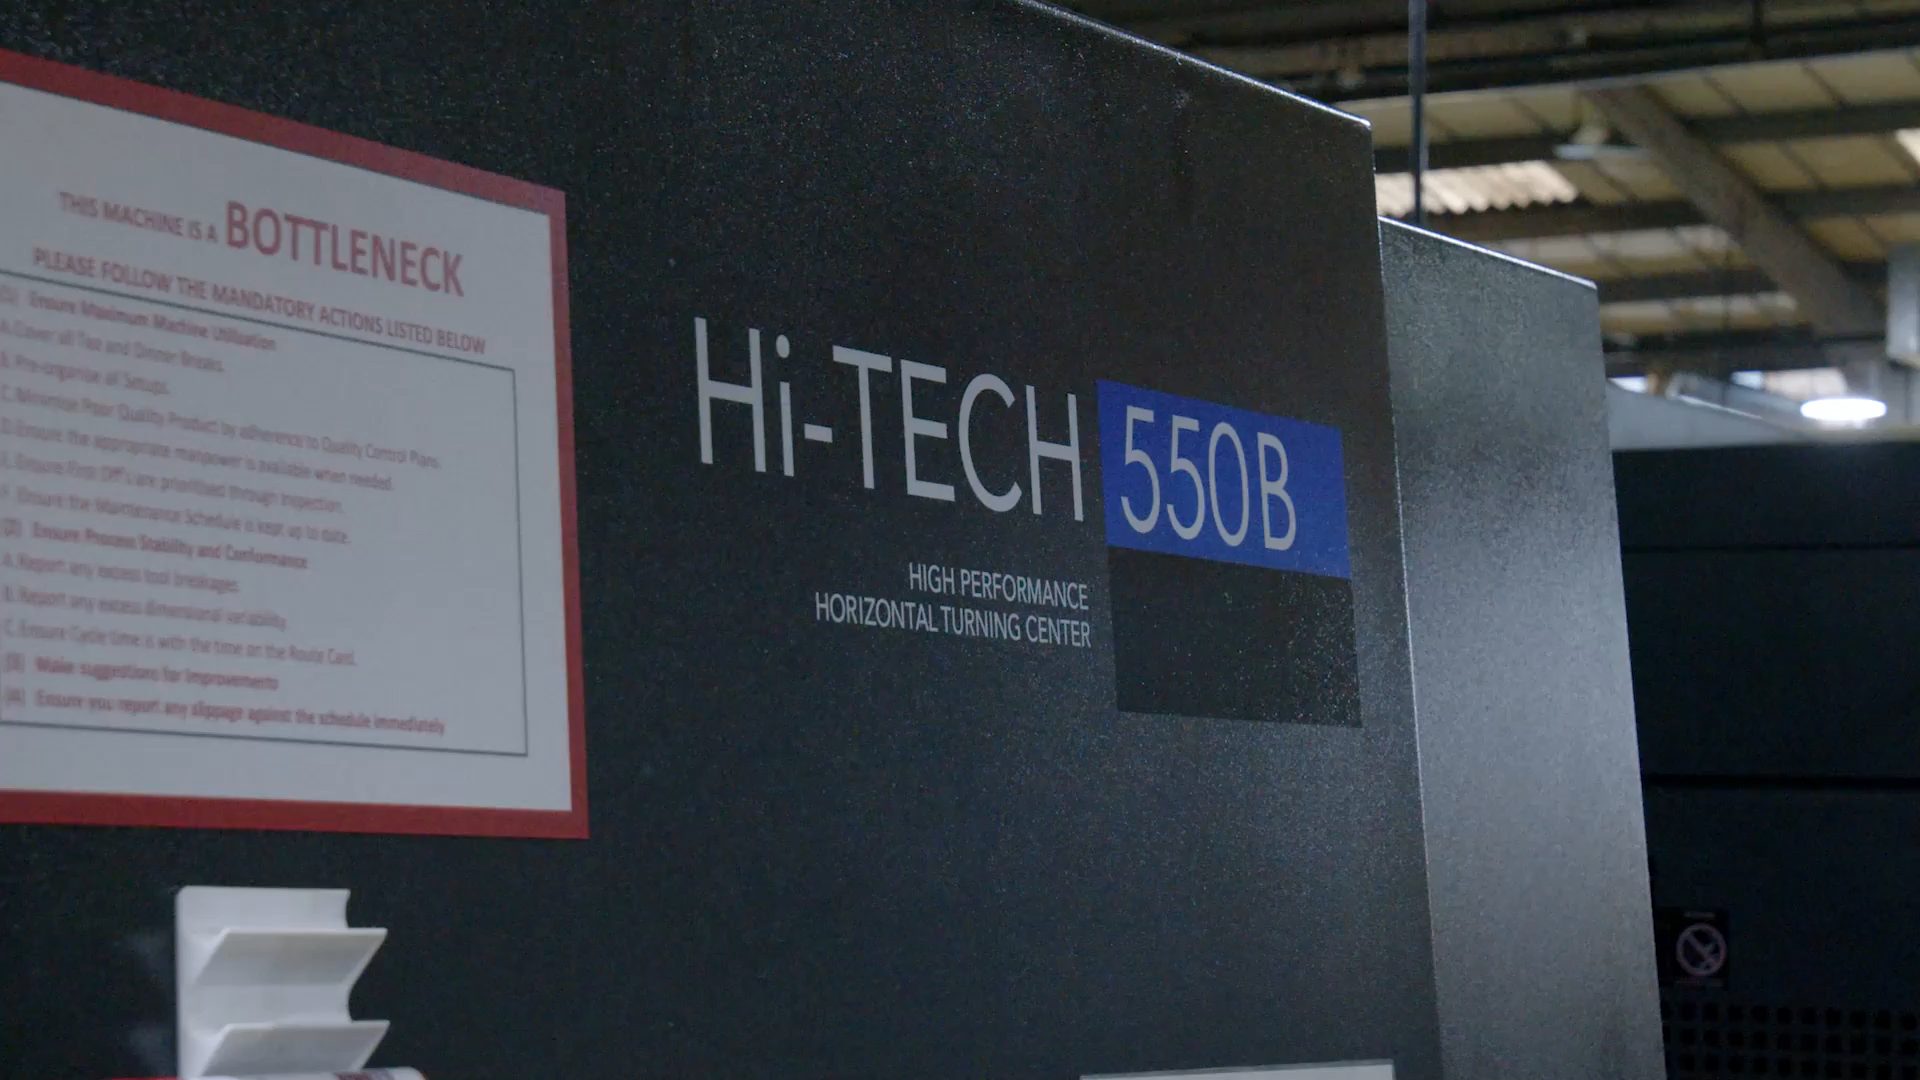 THIS MACHINE IS A BOTTLENECK
PLEASE FOLLOW THE MANDATORY ACTIONS LISTED BELOW
(1) Ensure Maximum Machine Utilisation
A.Cover all Tea and Dinner Breaks.
B. Pre-organise all Setups.
C.Minimise Poor Quality Product by adherence to Quality Control Plans.
D.Ensure the appropriate manpower is available when needed.
E.Ensure First Off's are prioritised through Inspection.
F.Ensure the Maintenance Schedule is kept up to date.
(2) Ensure Process Stability and Conformance
A.Report any excess tool breakages.
B.Report any excess dimensional variability.
C.Ensure Cycle time is with the time on the Route Card.
(3) Make suggestions for Improvements
(4) Ensure you report any slippage against the schedule immediately
Hi-TECH 550B
HIGH PERFORMANCE
HORIZONTAL TURNING CENTER